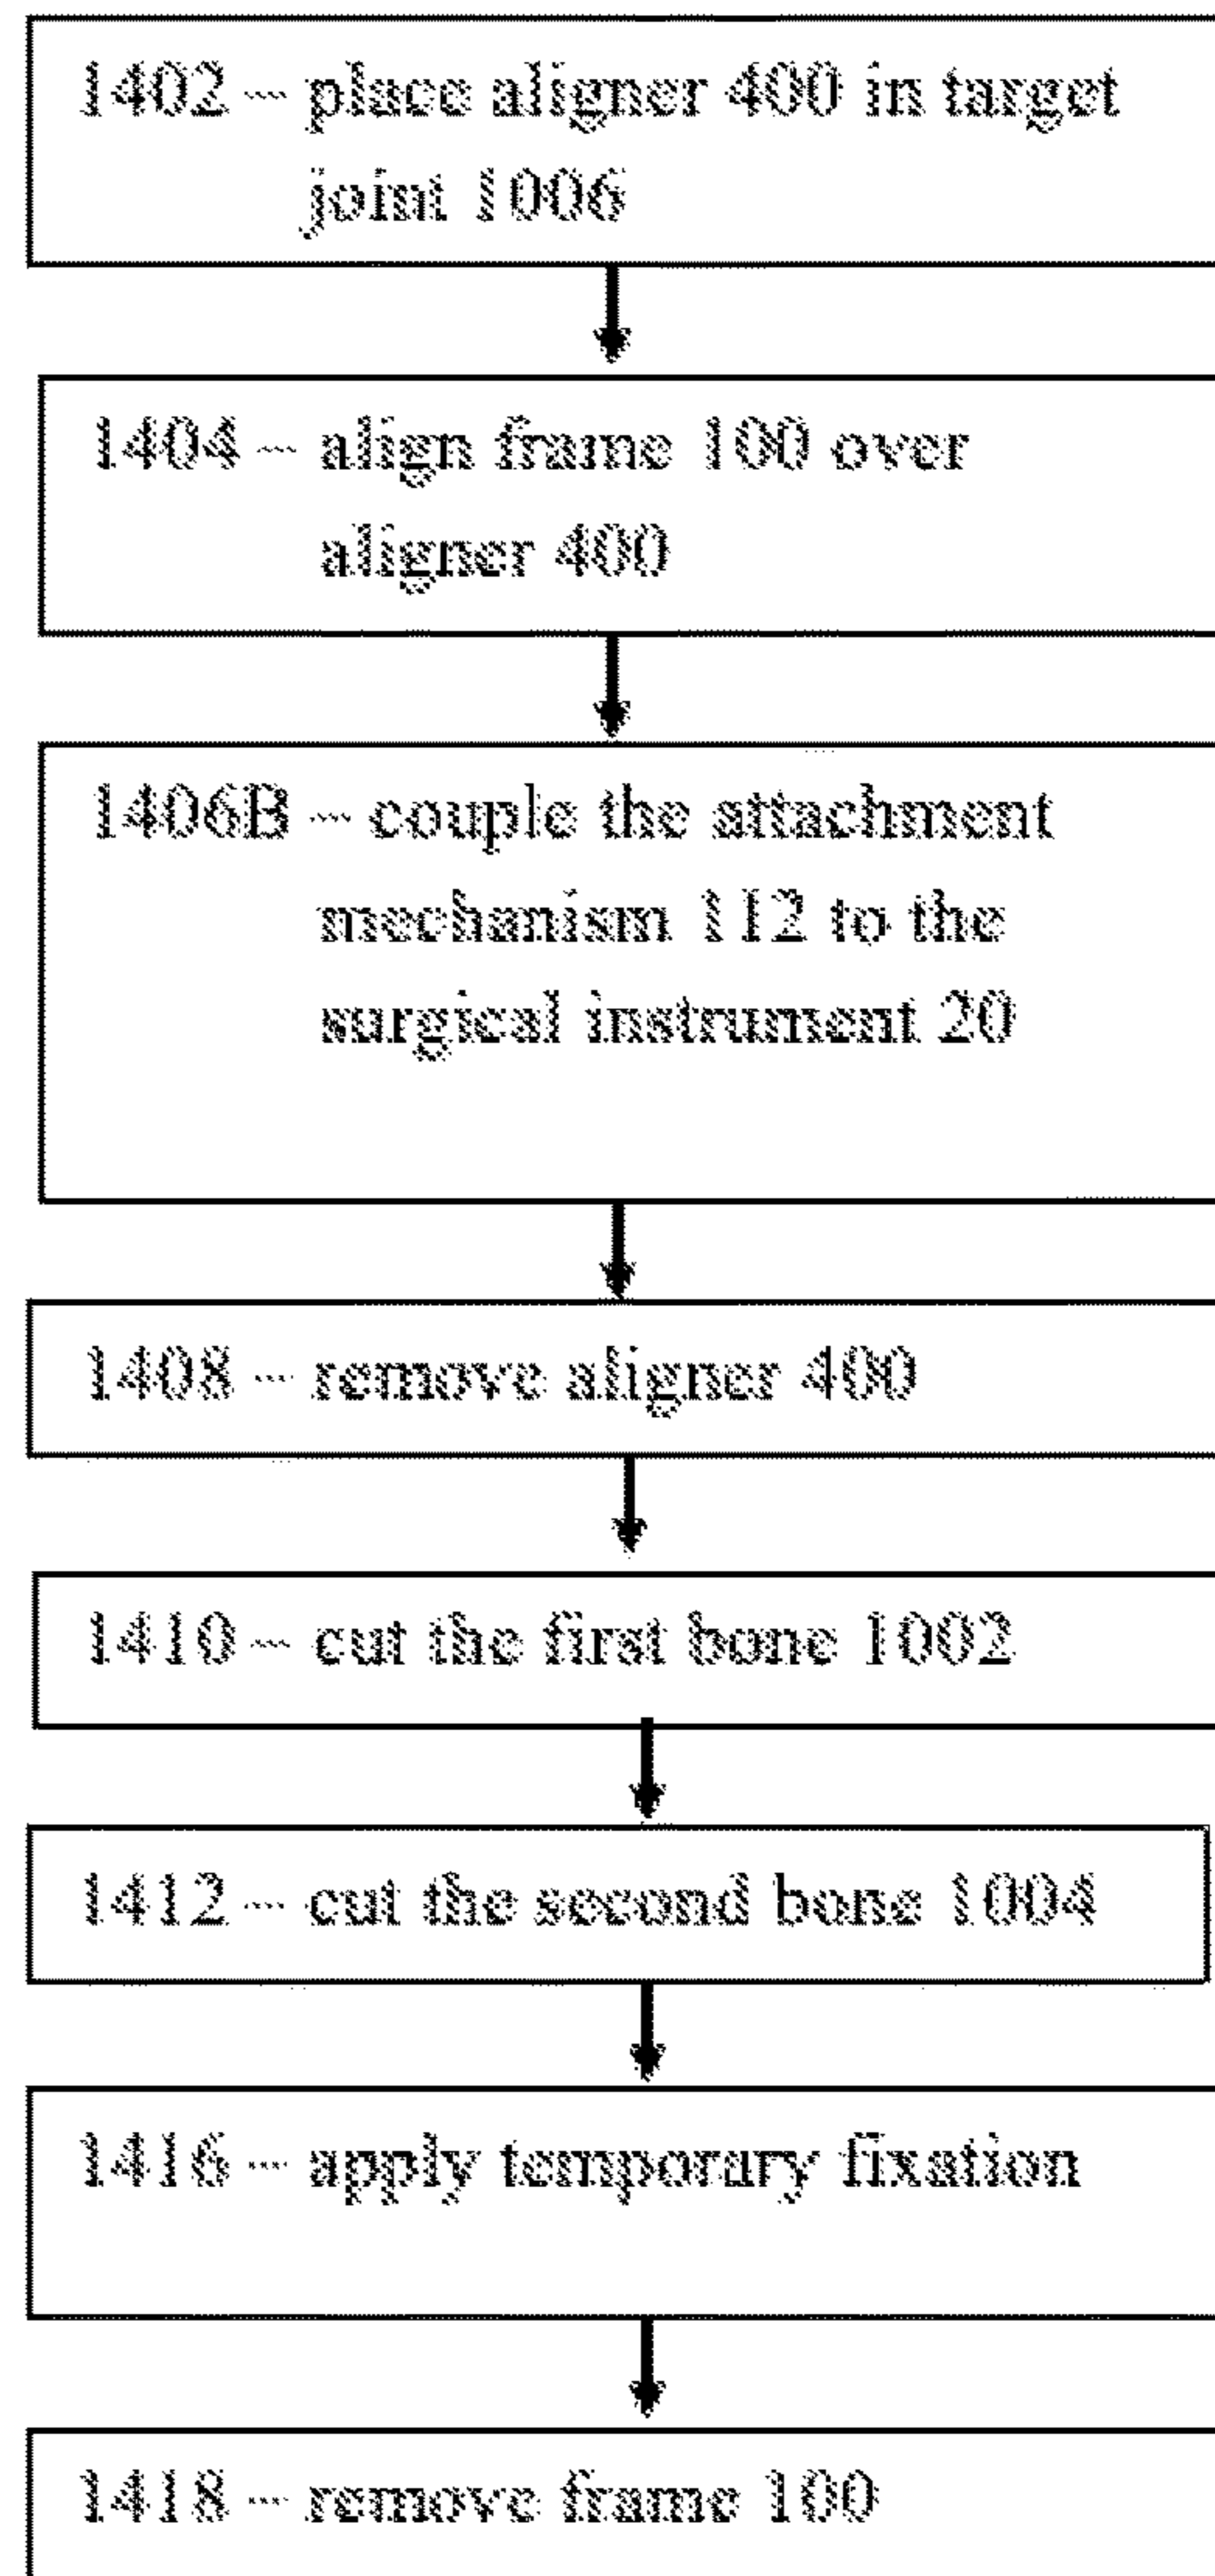 1402 – place aligner 400 in target
joint 1006
1404 – align frame 100 over
aligner 400
1406B – couple the attachment
mechanism 112 to the
surgical instrument 20
1408 – remove aligner 400
1410 – cut the first bone 1002
1412 – cut the second bone 1004
1416 – apply temporary fixation
1418 – remove frame 100